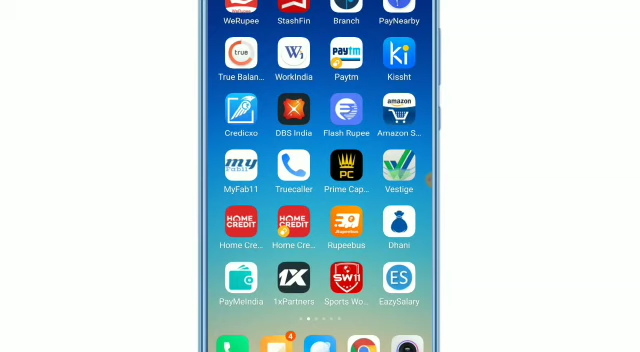 WeRupee StashFin Branch PayNearby
true
W
paytm
ki
True Balan... WorkIndia Paytm Kissht
amazon
Credicxo DBS India Flash Rupee Amazon S...
my
PC
MyFab11 Truecaller Prime Cap... Vestige
HOME CREDIT
HOME CREDIT
Rupeebus
Home Cre... Home Cre... Rupeebus Dhani
1X
SW11
ES
PayMeIndia 1xPartners Sports Wo... EazySalary
4